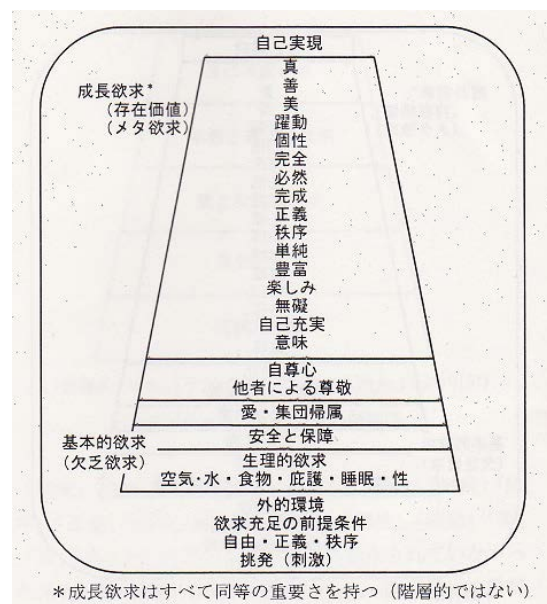 自己実現
成長欲求*
(存在価値)
(メタ欲求)
真
善
美
躍動
個性
完全
必然
完成
正義
秩序
単純
豊富
楽しみ
無礙
自己充実
意味
自尊心
他者による尊敬
愛・集団帰属
安全と保障
基本的欲求
(欠乏欲求)
生理的欲求
空気・水・食物・庇護・睡眠・性
外的環境
欲求充足の前提条件
自由・正義・秩序
挑発(刺激)
*成長欲求はすべて同等の重要さを持つ(階層的ではない)